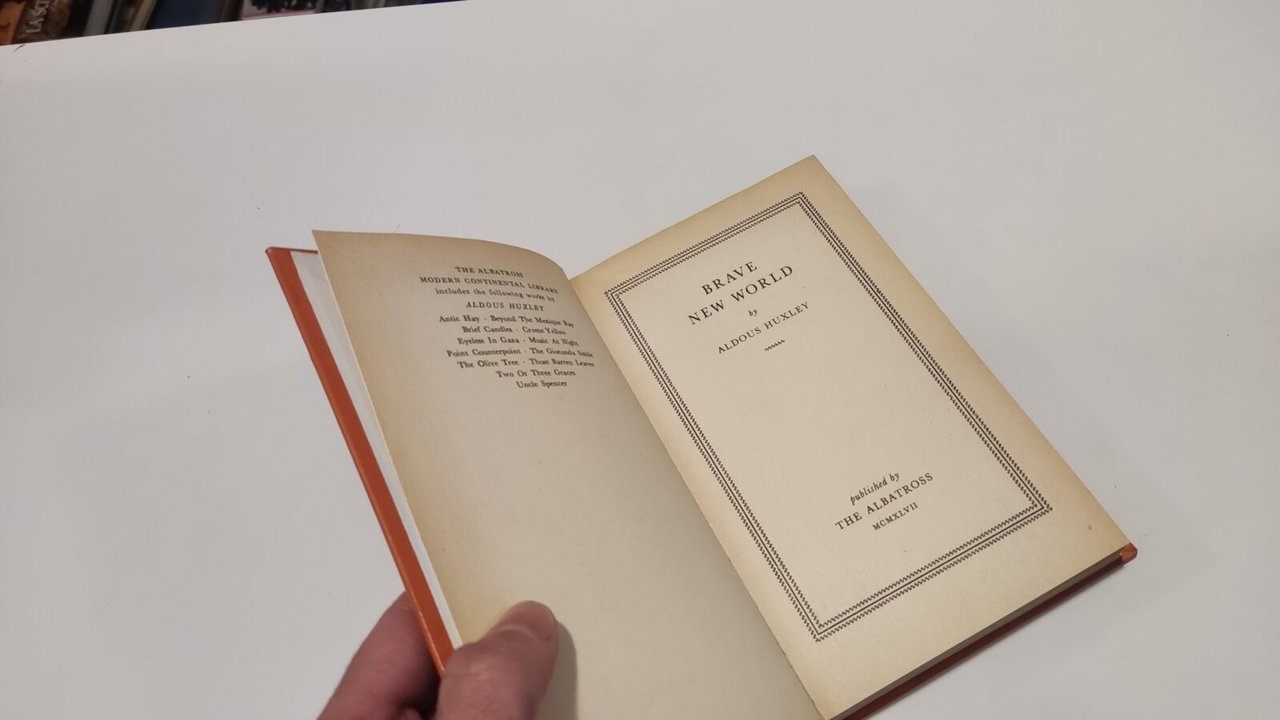 THE ALBATROSS
MODERN CONTINENTAL LIBRARY
includes the following works by
ALDOUS HUXLEY
Antic Hay · Beyond The Mexique Bay
Brief Candles · Crome Yellow
Eyeless In Gaza · Music At Night
Point Counterpoint · The Gioconda Smile
The Olive Tree · Those Barren Leaves
Two Or Three Graces
Uncle Spencer
BRAVE
NEW WORLD
by
ALDOUS HUXLEY
published by
THE ALBATROSS
MCMXLVII